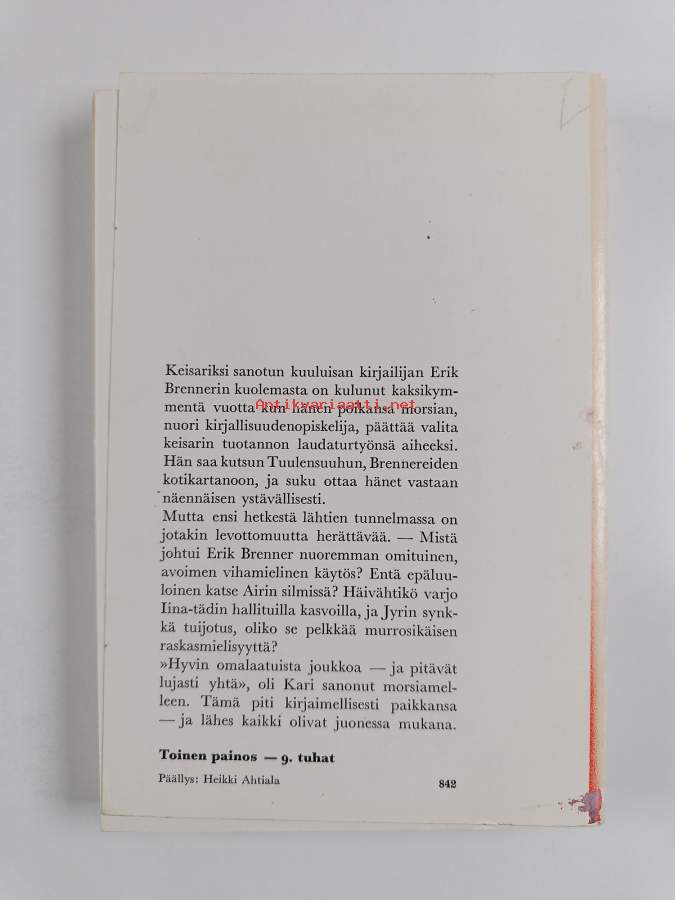 Keisariksi sanotun kuuluisan kirjailijan Erik
Brennerin kuolemasta on kulunut kaksikym-
mentä vuotta kun hänen poikansa morsian,
Antikvariaatti.net
nuori kirjallisuudenopiskelija, päättää valita
keisarin tuotannon laudaturtyönsä aiheeksi.
Hän saa kutsun Tuulensuuhun, Brennereiden
kotikartanoon, ja suku ottaa hänet vastaan
näennäisen ystävällisesti.
Mutta ensi hetkestä lähtien tunnelmassa on
jotakin levottomuutta herättävää. — Mistä
johtui Erik Brenner nuoremman omituinen,
avoimen vihamielinen käytös? Entä epäluu-
loinen katse Airin silmissä? Häivähtikö varjo
Iina-tädin hallituilla kasvoilla, ja Jyrin synk-
kä tuijotus, oliko se pelkkää murrosikäisen
raskasmielisyyttä?
»Hyvin omalaatuista joukkoa — ja pitävät
lujasti yhtä», oli Kari sanonut morsiamel-
leen. Tämä piti kirjaimellisesti paikkansa
— ja lähes kaikki olivat juonessa mukana.
Toinen painos — 9. tuhat
Päällys: Heikki Ahtiala
842